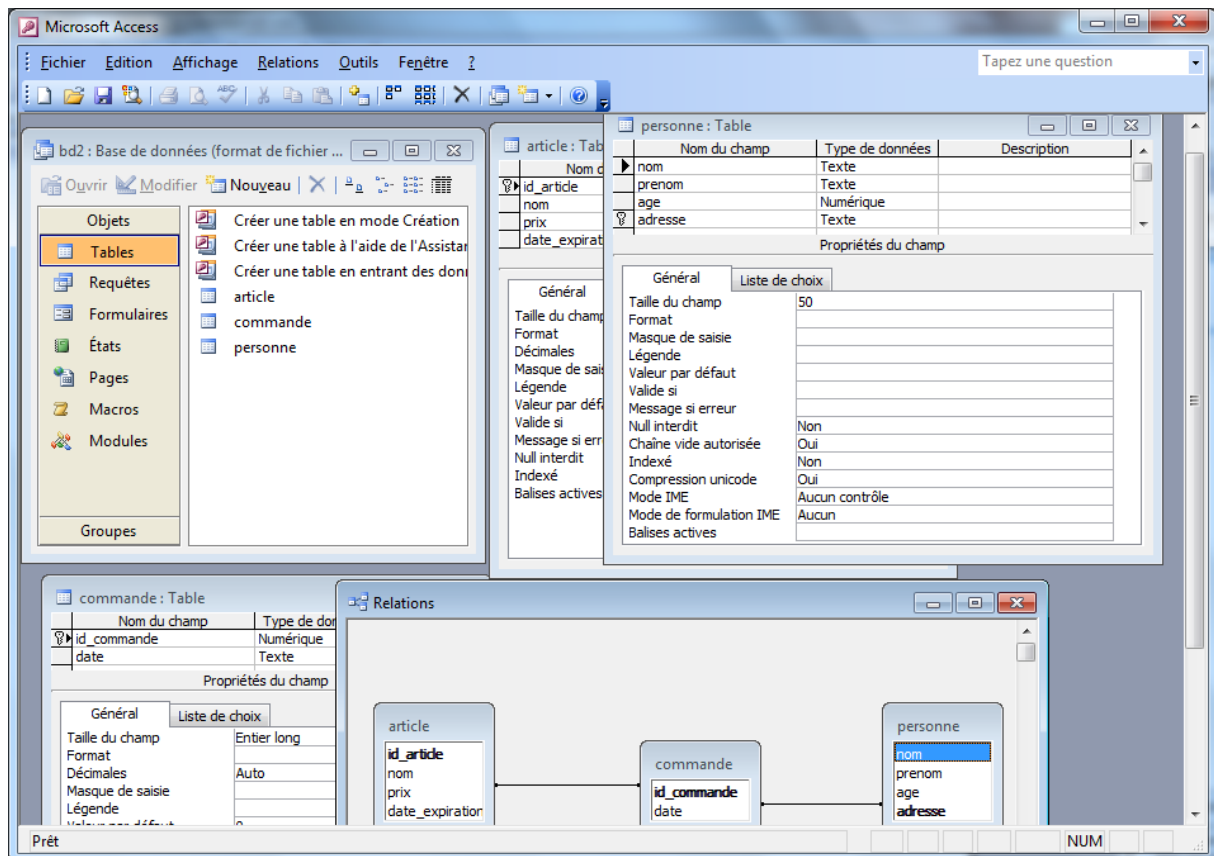 Microsoft Access
Fichier Edition Affichage Relations Outils Fenêtre ?
Tapez une question
bd2 : Base de données (format de fichier ...
Ouvrir Modifier Nouveau
Objets
Tables
Requêtes
Formulaires
États
Pages
Macros
Modules
Groupes
Créer une table en mode Création
Créer une table à l'aide de l'Assistar
Créer une table en entrant des donn
article
commande
personne
article : Tab
Nom d
id_article
nom
prix
date_expirat
Général
Taille du champ
Format
Décimales
Masque de sais
Légende
Valeur par défa
Valide si
Message si erre
Null interdit
Indexé
Balises actives
personne : Table
Nom du champ Type de données Description
nom Texte
prenom Texte
age Numérique
adresse Texte
Propriétés du champ
Général Liste de choix
Taille du champ 50
Format
Masque de saisie
Légende
Valeur par défaut
Valide si
Message si erreur
Null interdit Non
Chaîne vide autorisée Oui
Indexé Non
Compression unicode Oui
Mode IME Aucun contrôle
Mode de formulation IME Aucun
Balises actives
commande : Table
Nom du champ Type de don
id_commande Numérique
date Texte
Propriétés du champ
Général Liste de choix
Taille du champ Entier long
Format
Décimales Auto
Masque de saisie
Légende
Valeur par défaut 0
Relations
article
id_article
nom
prix
date_expiration
commande
id_commande
date
personne
nom
prenom
age
adresse
Prêt
NUM